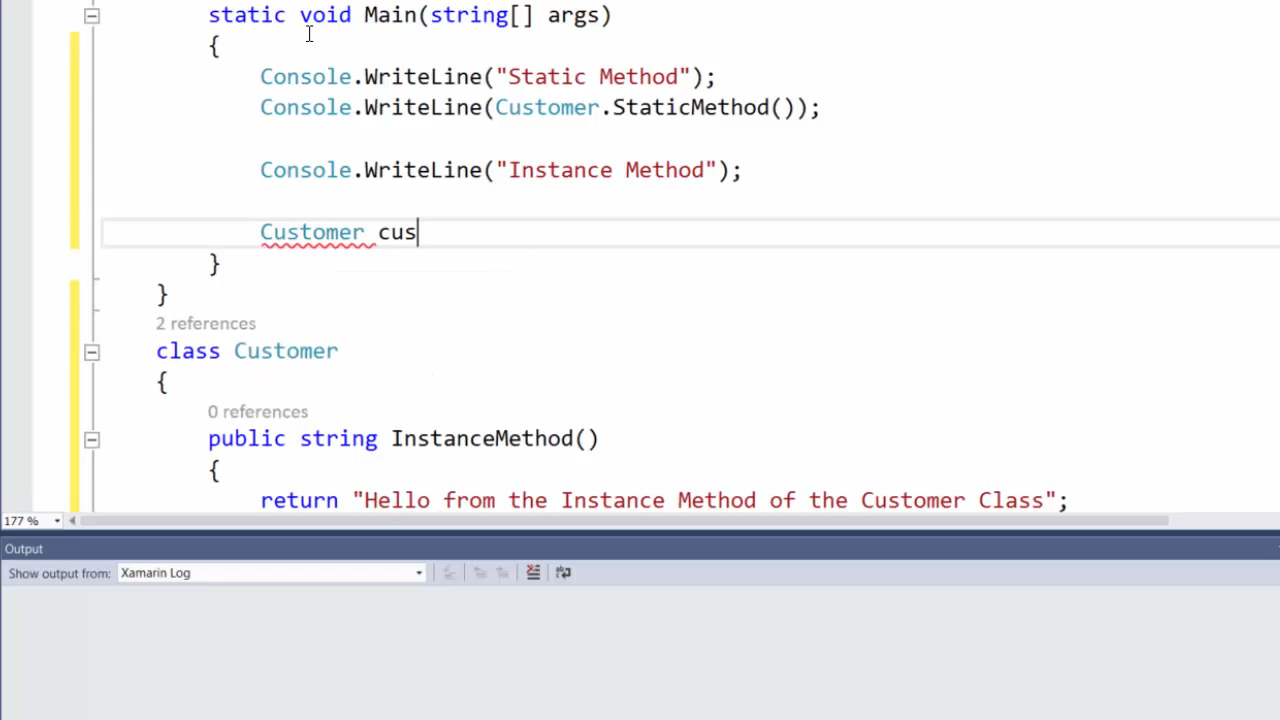 static void Main(string[] args)
{
Console.WriteLine("Static Method");
Console.WriteLine(Customer.StaticMethod());
Console.WriteLine("Instance Method");
Customer cus
}
}
2 references
class Customer
{
0 references
public string InstanceMethod()
{
return "Hello from the Instance Method of the Customer Class";
177 %
Output
Show output from: Xamarin Log